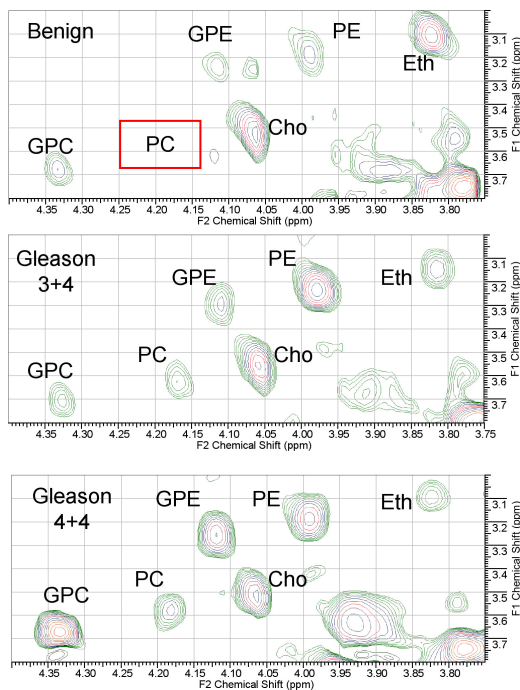 Benign
GPE
PE
Eth
Cho
PC
GPC
3.1
3.2
3.3
3.4
3.5
3.6
3.7
F1 Chemical Shift (ppm)
4.35 4.30 4.25 4.20 4.15 4.10 4.05 4.00 3.95 3.90 3.85 3.80
F2 Chemical Shift (ppm)
Gleason
3+4
PE
GPE
Eth
PC
Cho
GPC
3.1
3.2
3.3
3.4
3.5
3.6
3.7
F1 Chemical Shift (ppm)
4.35 4.30 4.25 4.20 4.15 4.10 4.05 4.00 3.95 3.90 3.85 3.80 3.75
F2 Chemical Shift (ppm)
Gleason
4+4
GPE
PE
Eth
PC
Cho
GPC
3.1
3.2
3.3
3.4
3.5
3.6
3.7
F1 Chemical Shift (ppm)
4.35 4.30 4.25 4.20 4.15 4.10 4.05 4.00 3.95 3.90 3.85 3.80
F2 Chemical Shift (ppm)